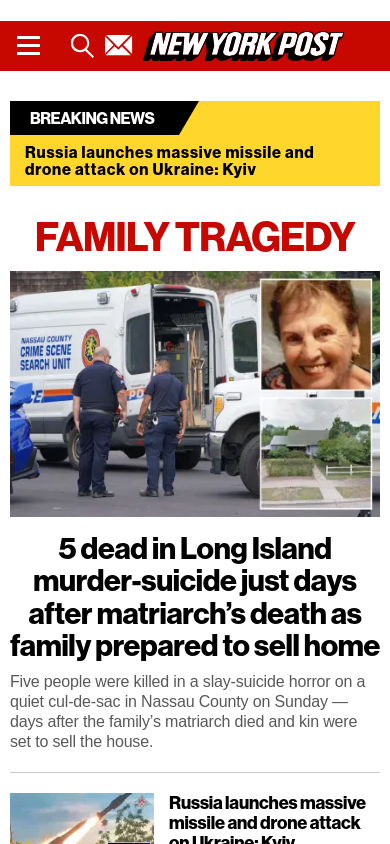 NEW YORK POST
BREAKING NEWS
Russia launches massive missile and
drone attack on Ukraine: Kyiv
FAMILY TRAGEDY
NASSAU COUNTY
CRIME SCENE
SEARCH UNIT
5 dead in Long Island
murder-suicide just days
after matriarch’s death as
family prepared to sell home
Five people were killed in a slay-suicide horror on a
quiet cul-de-sac in Nassau County on Sunday —
days after the family’s matriarch died and kin were
set to sell the house.
Russia launches massive
missile and drone attack
on Ukraine: Kyiv